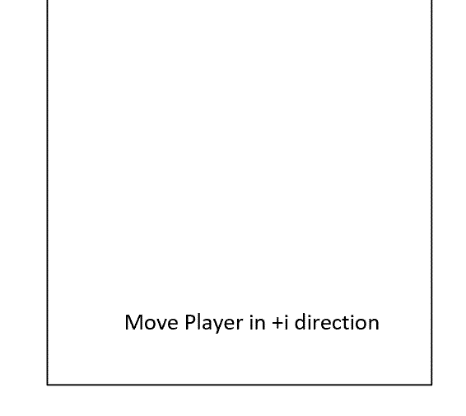 Move Player in +i direction